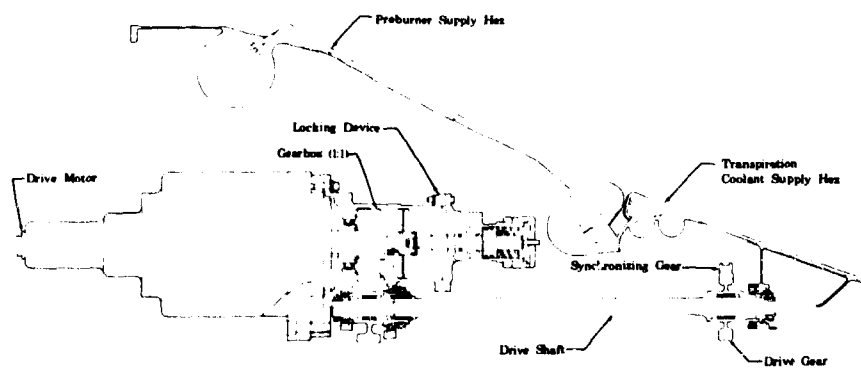 Preburner Supply Hex
Locking Device
Gearbox (1:1)
Drive Motor
Transpiration
Coolant Supply Hex
Synchronizing Gear
Drive Shaft
Drive Gear